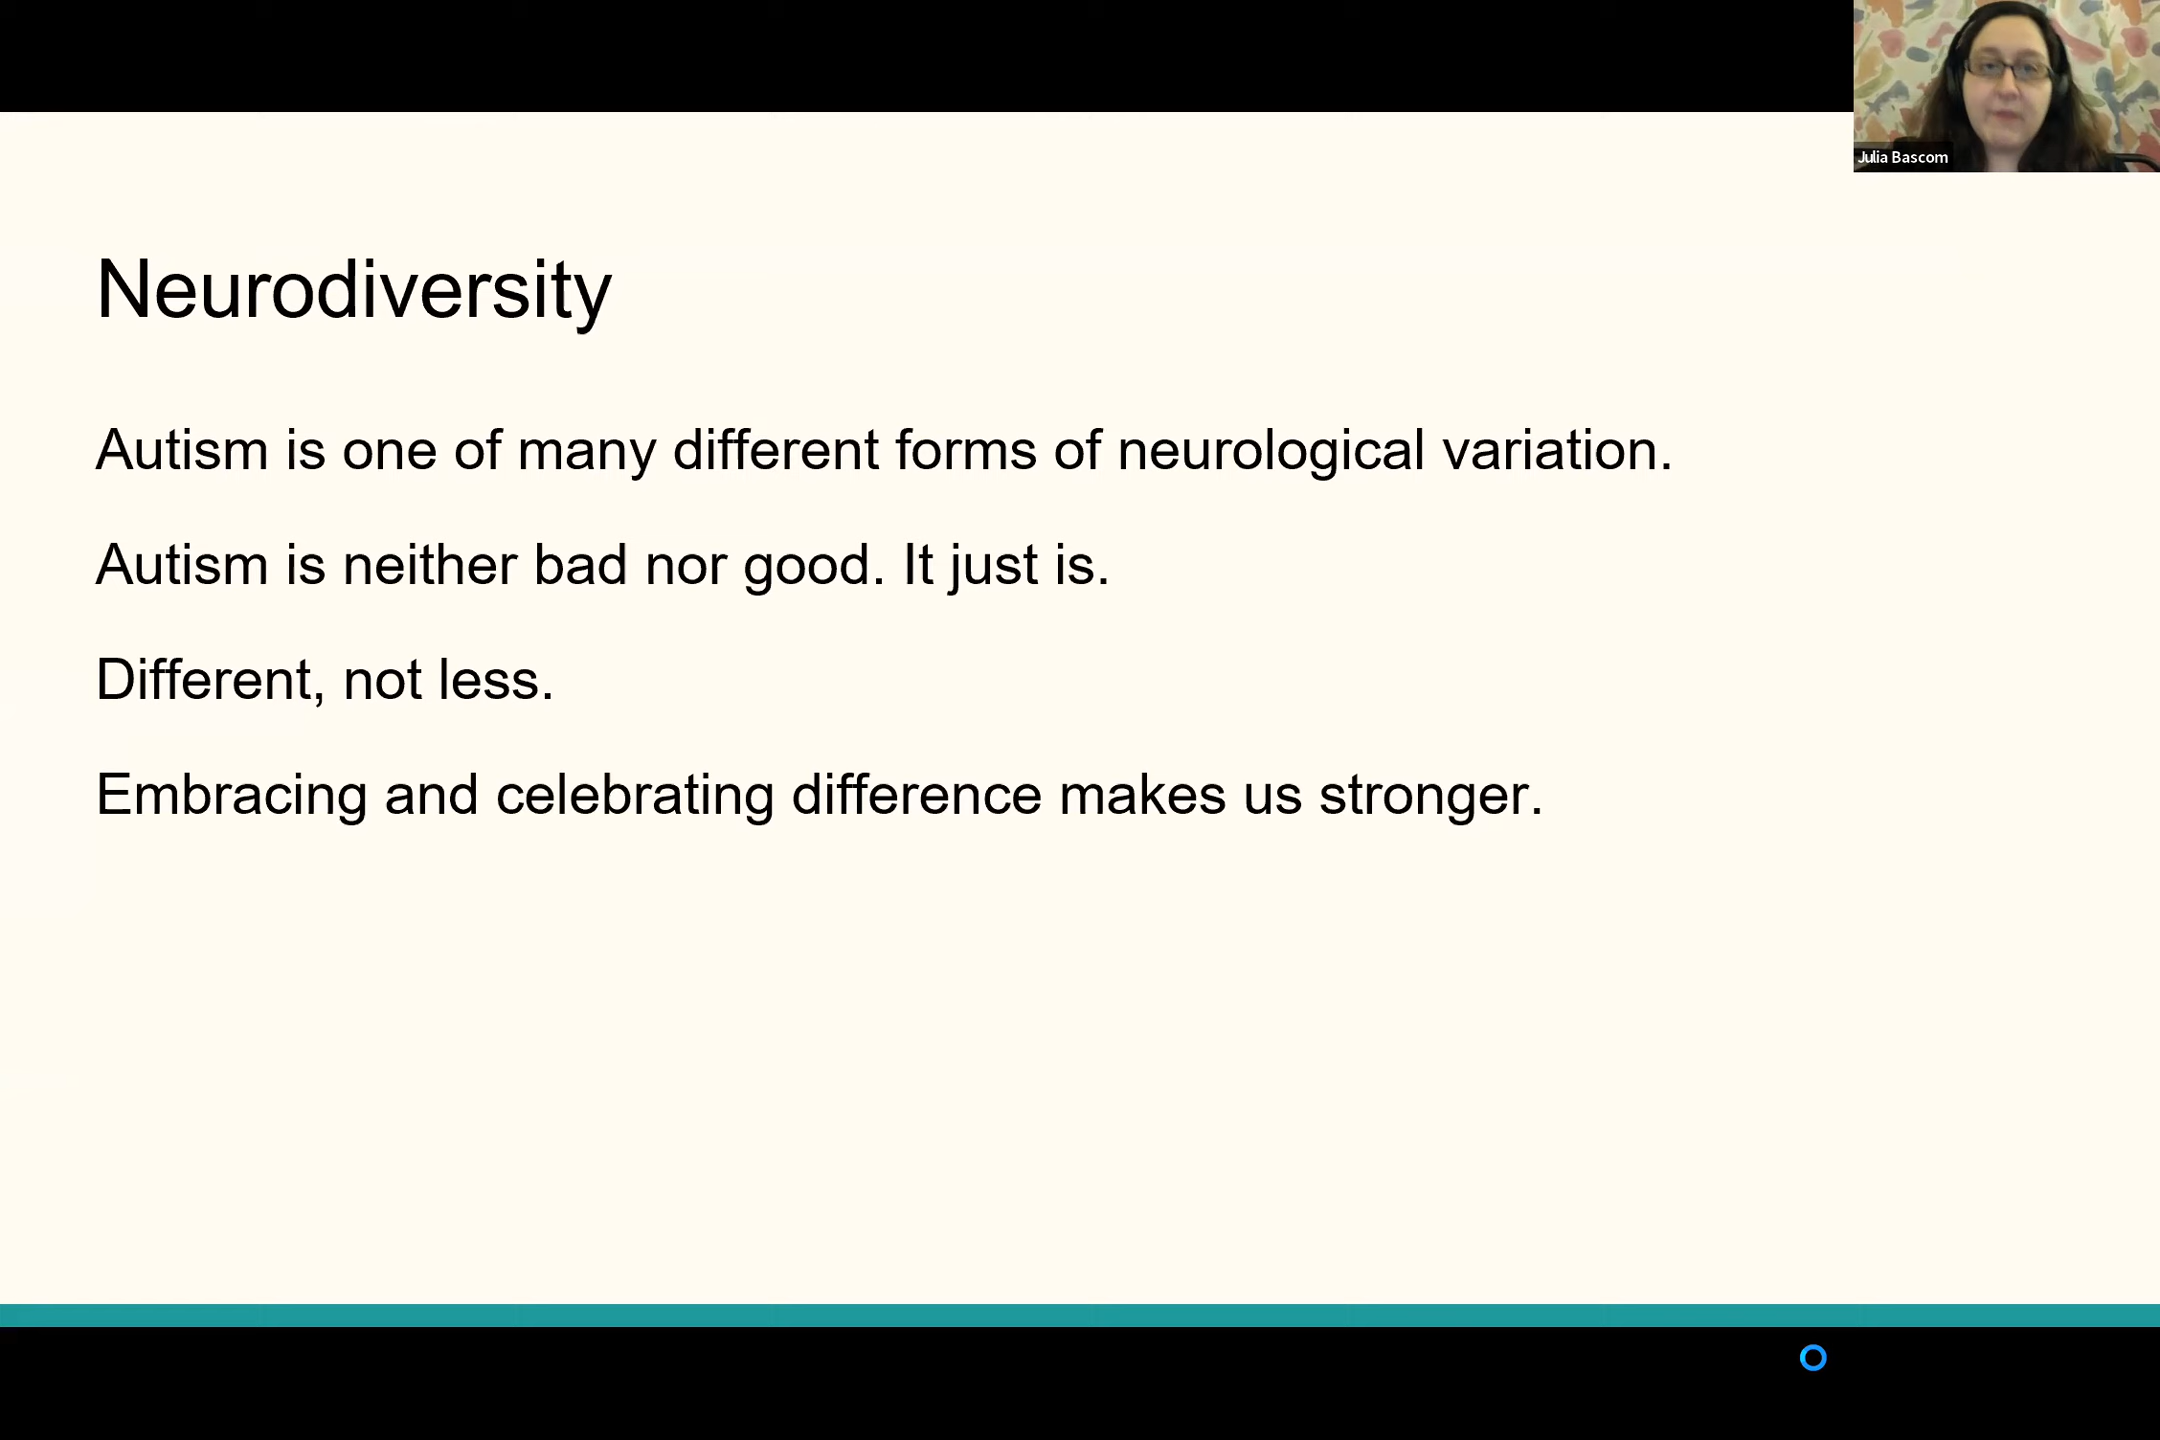 Julia Bascom
Neurodiversity
Autism is one of many different forms of neurological variation.
Autism is neither bad nor good. It just is.
Different, not less.
Embracing and celebrating difference makes us stronger.